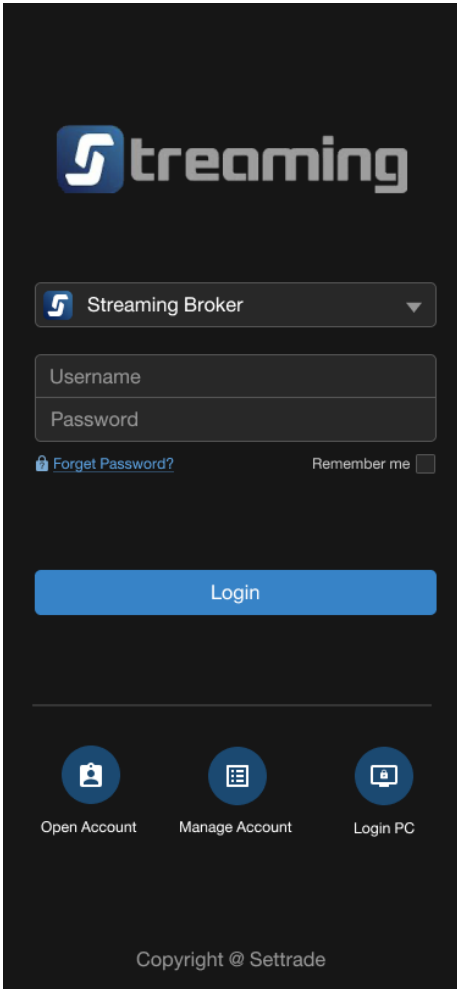 Streaming
Streaming Broker
Username
Password
Forget Password?
Remember me
Login
Open Account
Manage Account
Login PC
Copyright @ Settrade